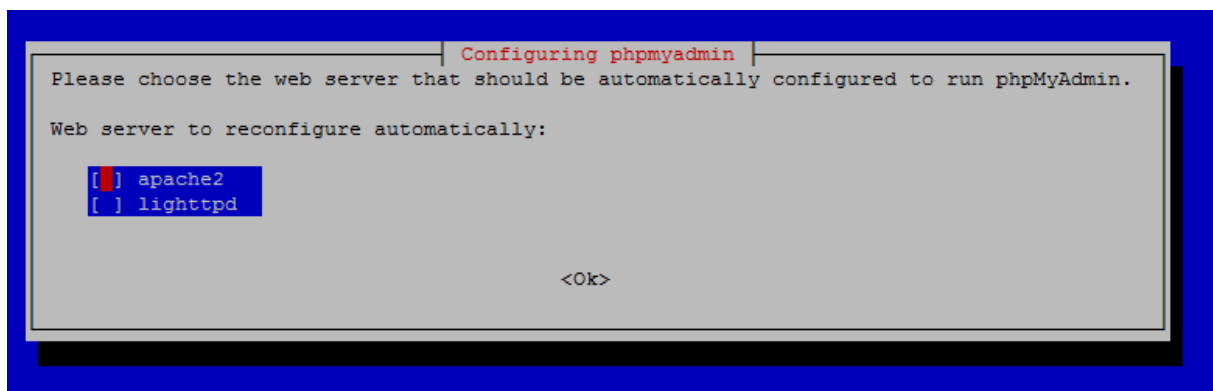 Configuring phpmyadmin
Please choose the web server that should be automatically configured to run phpMyAdmin.
Web server to reconfigure automatically:
[ ] apache2
[ ] lighttpd
<Ok>